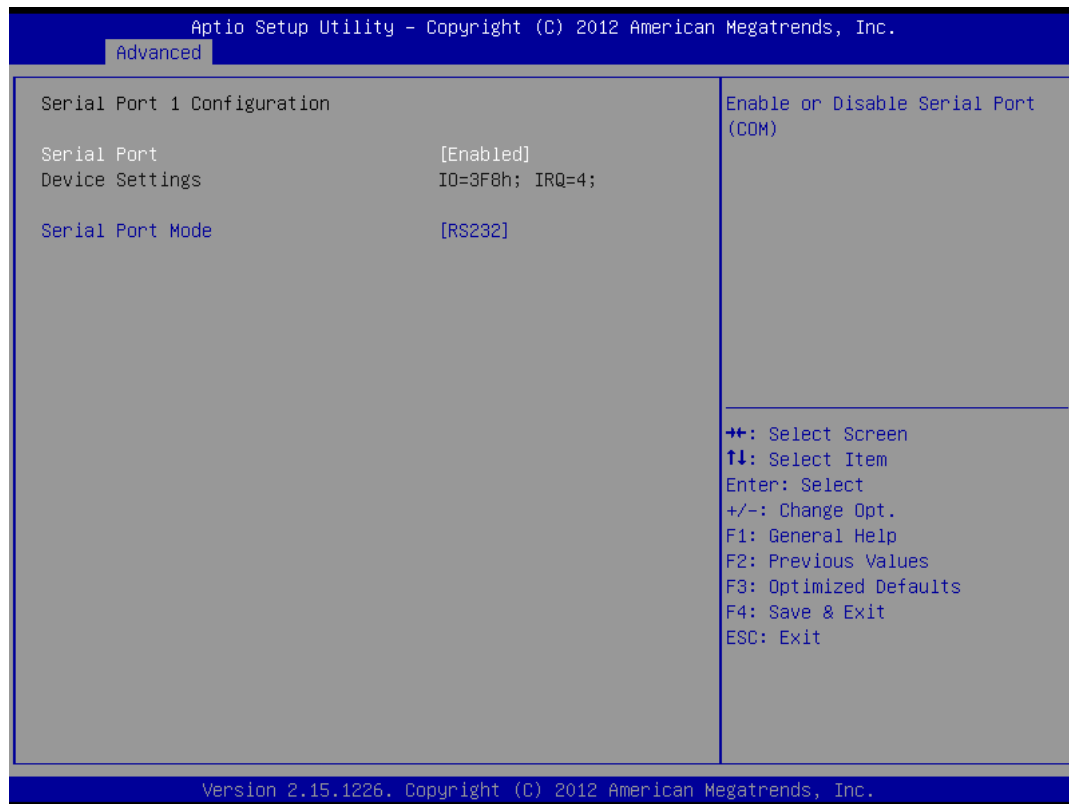 Aptio Setup Utility – Copyright (C) 2012 American Megatrends, Inc.
Advanced
Serial Port 1 Configuration
Serial Port [Enabled]
Device Settings IO=3F8h; IRQ=4;
Serial Port Mode [RS232]
Enable or Disable Serial Port
(COM)
→←: Select Screen
↑↓: Select Item
Enter: Select
+/-: Change Opt.
F1: General Help
F2: Previous Values
F3: Optimized Defaults
F4: Save & Exit
ESC: Exit
Version 2.15.1226. Copyright (C) 2012 American Megatrends, Inc.